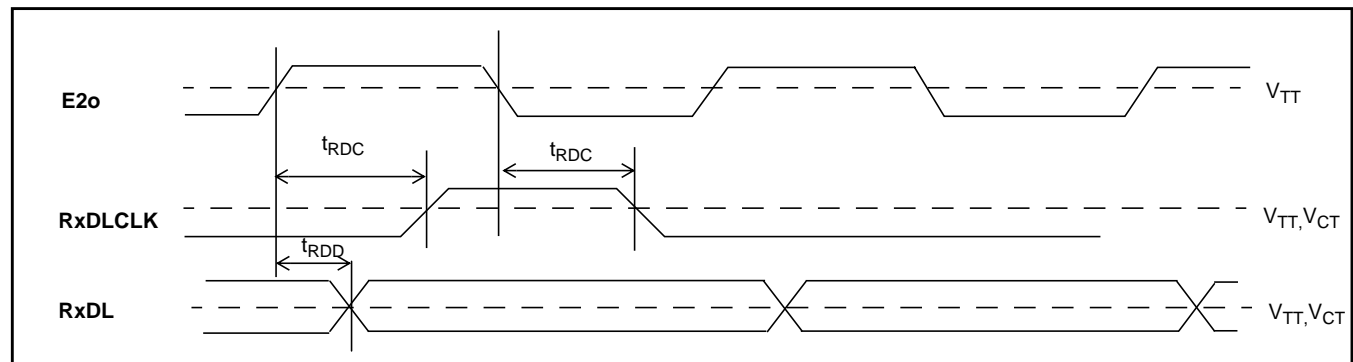 E2o
V_TT
t_RDC
t_RDC
RxDLCLK
V_TT,V_CT
t_RDD
RxDL
V_TT,V_CT